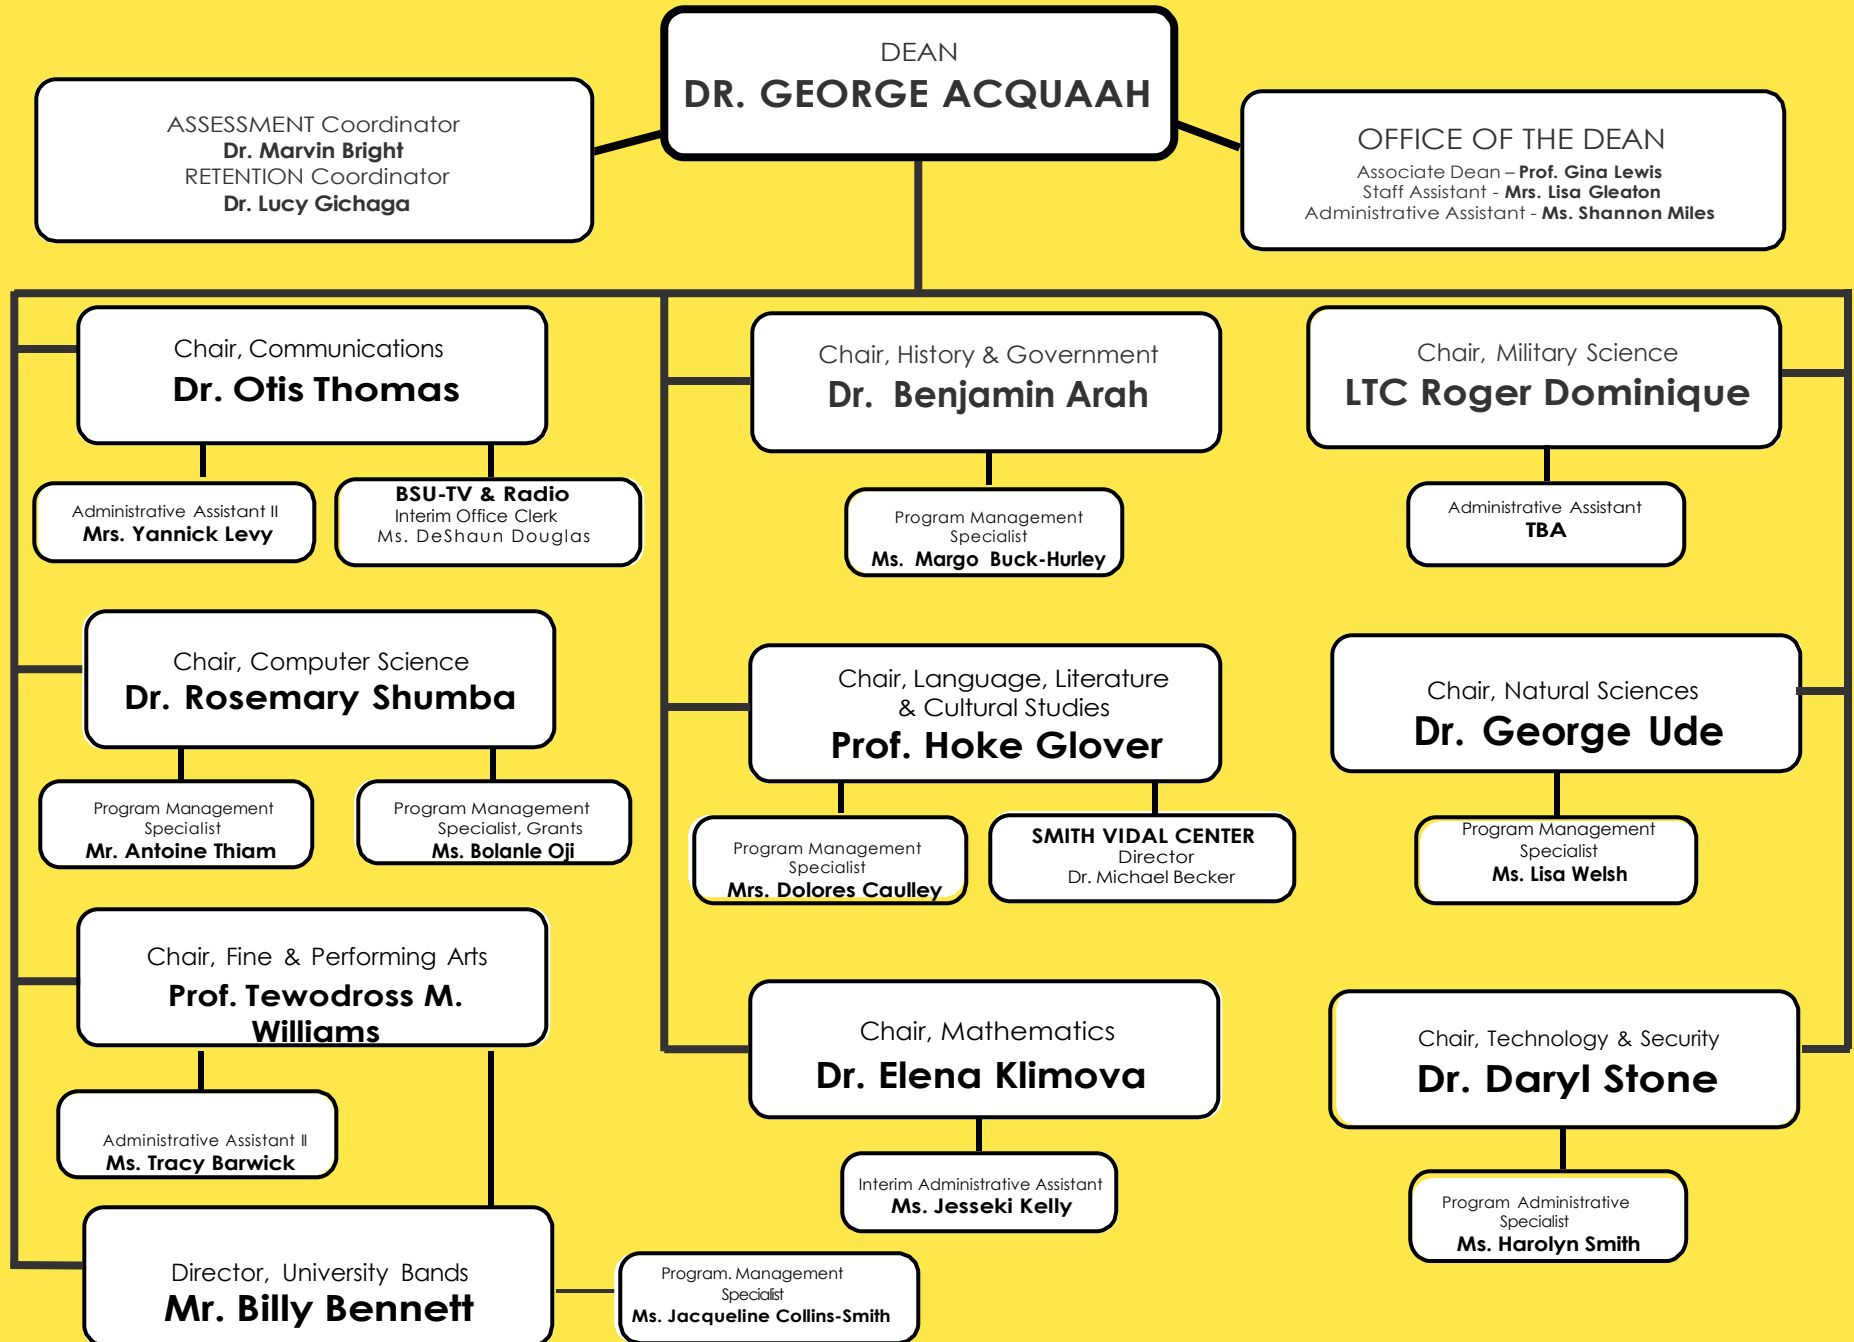 DEAN
DR. GEORGE ACQUAAH
ASSESSMENT Coordinator
Dr. Marvin Bright
RETENTION Coordinator
Dr. Lucy Gichaga
OFFICE OF THE DEAN
Associate Dean – Prof. Gina Lewis
Staff Assistant - Mrs. Lisa Gleaton
Administrative Assistant - Ms. Shannon Miles
Chair, Communications
Dr. Otis Thomas
Administrative Assistant II
Mrs. Yannick Levy
BSU-TV & Radio
Interim Office Clerk
Ms. DeShaun Douglas
Chair, History & Government
Dr. Benjamin Arah
Program Management
Specialist
Ms. Margo Buck-Hurley
Chair, Military Science
LTC Roger Dominique
Administrative Assistant
TBA
Chair, Computer Science
Dr. Rosemary Shumba
Program Management
Specialist
Mr. Antoine Thiam
Program Management
Specialist, Grants
Ms. Bolanle Oji
Chair, Language, Literature
& Cultural Studies
Prof. Hoke Glover
Program Management
Specialist
Mrs. Dolores Caulley
SMITH VIDAL CENTER
Director
Dr. Michael Becker
Chair, Natural Sciences
Dr. George Ude
Program Management
Specialist
Ms. Lisa Welsh
Chair, Fine & Performing Arts
Prof. Tewodross M.
Williams
Administrative Assistant II
Ms. Tracy Barwick
Director, University Bands
Mr. Billy Bennett
Program. Management
Specialist
Ms. Jacqueline Collins-Smith
Chair, Mathematics
Dr. Elena Klimova
Interim Administrative Assistant
Ms. Jesseki Kelly
Chair, Technology & Security
Dr. Daryl Stone
Program Administrative
Specialist
Ms. Harolyn Smith